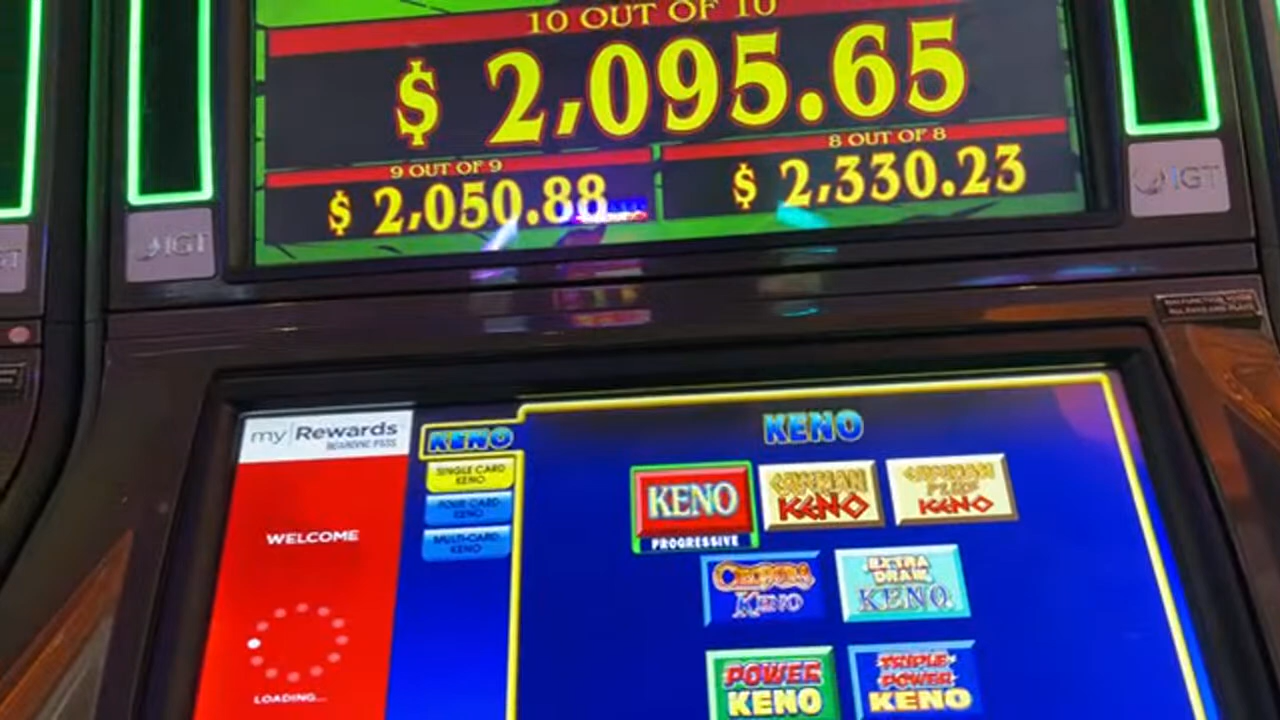 10 OUT OF 10
$ 2,095.65
9 OUT OF 9
8 OUT OF 8
$ 2,050.88
$ 2,330.23
IGT
IGT
my|Rewards
BOARDING PASS
WELCOME
LOADING...
KENO
SINGLE CARD
KENO
FOUR CARD
KENO
MULTI-CARD
KENO
KENO
KENO
PROGRESSIVE
CAVEMAN
KENO
CAVEMAN
PLUS
KENO
CLEOPATRA
KENO
EXTRA
DRAW
KENO
POWER
KENO
TRIPLE
POWER
KENO